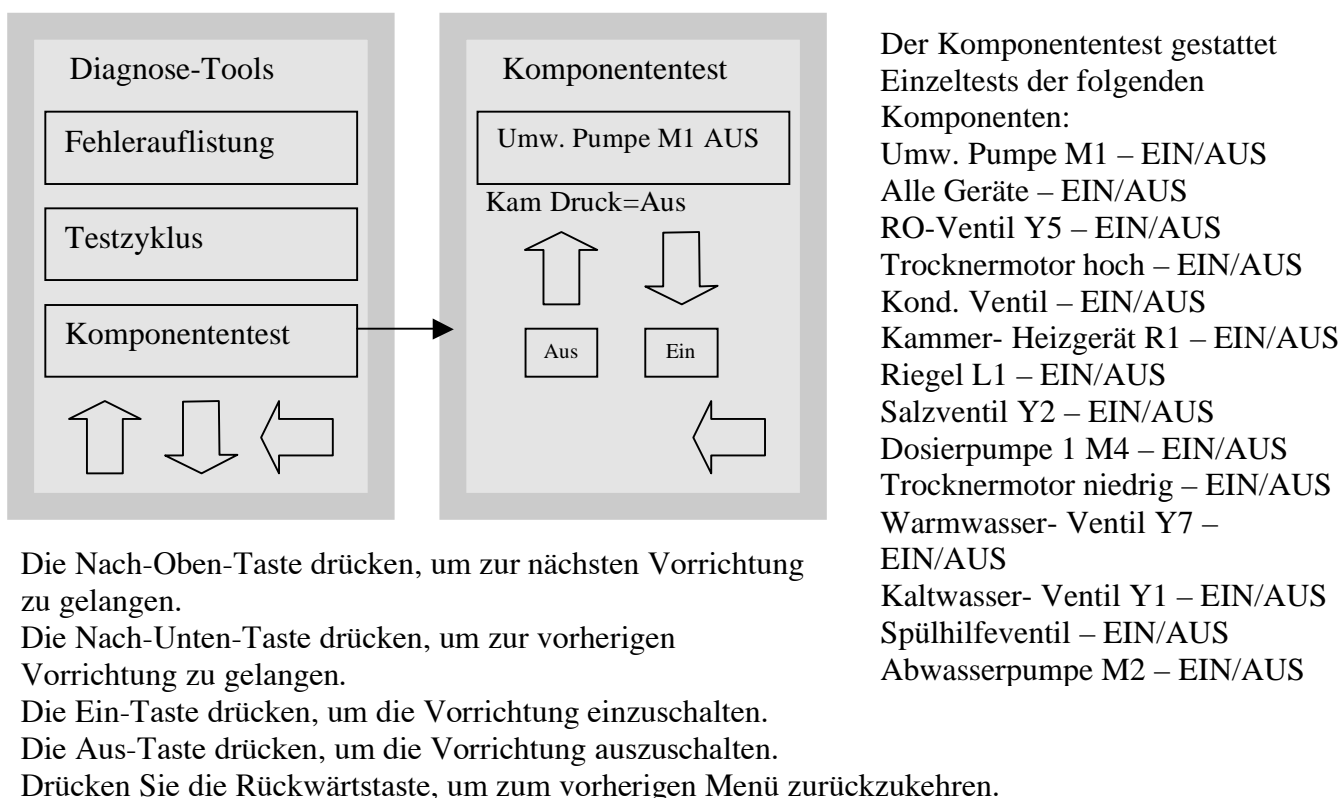 Diagnose-Tools
Fehlerauflistung
Testzyklus
Komponententest
Komponententest
Umw. Pumpe M1 AUS
Kam Druck=Aus
Aus
Ein
Der Komponententest gestattet
Einzeltests der folgenden
Komponenten:
Umw. Pumpe M1 – EIN/AUS
Alle Geräte – EIN/AUS
RO-Ventil Y5 – EIN/AUS
Trocknermotor hoch – EIN/AUS
Kond. Ventil – EIN/AUS
Kammer- Heizgerät R1 – EIN/AUS
Riegel L1 – EIN/AUS
Salzventil Y2 – EIN/AUS
Dosierpumpe 1 M4 – EIN/AUS
Trocknermotor niedrig – EIN/AUS
Warmwasser- Ventil Y7 –
EIN/AUS
Kaltwasser- Ventil Y1 – EIN/AUS
Spülhilfeventil – EIN/AUS
Abwasserpumpe M2 – EIN/AUS
Die Nach-Oben-Taste drücken, um zur nächsten Vorrichtung
zu gelangen.
Die Nach-Unten-Taste drücken, um zur vorherigen
Vorrichtung zu gelangen.
Die Ein-Taste drücken, um die Vorrichtung einzuschalten.
Die Aus-Taste drücken, um die Vorrichtung auszuschalten.
Drücken Sie die Rückwärtstaste, um zum vorherigen Menü zurückzukehren.